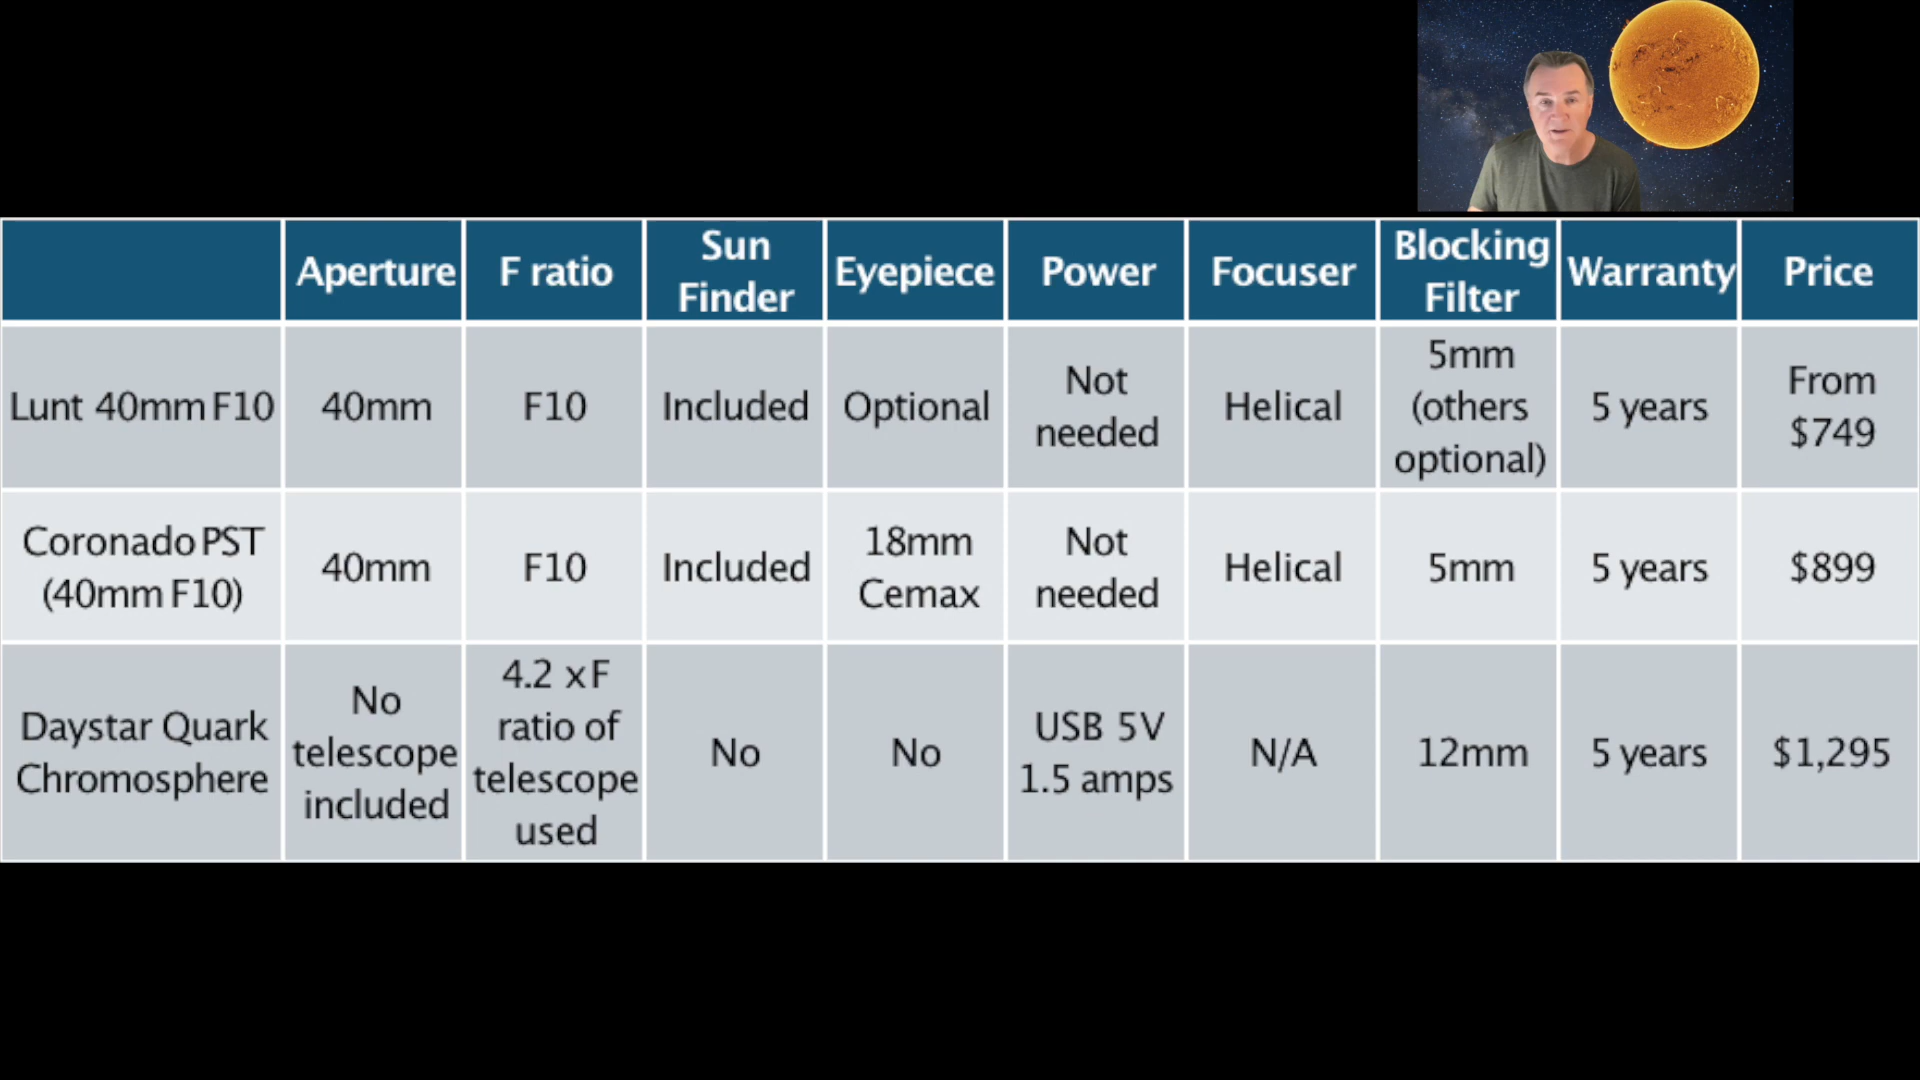 Aperture
F ratio
Sun
Finder
Eyepiece
Power
Focuser
Blocking
Filter
Warranty
Price
Lunt 40mm F10
40mm
F10
Included
Optional
Not
needed
Helical
5mm
(others
optional)
5 years
From
$749
Coronado PST
(40mm F10)
40mm
F10
Included
18mm
Cemax
Not
needed
Helical
5mm
5 years
$899
Daystar Quark
Chromosphere
No
telescope
included
4.2 x F
ratio of
telescope
used
No
No
USB 5V
1.5 amps
N/A
12mm
5 years
$1,295